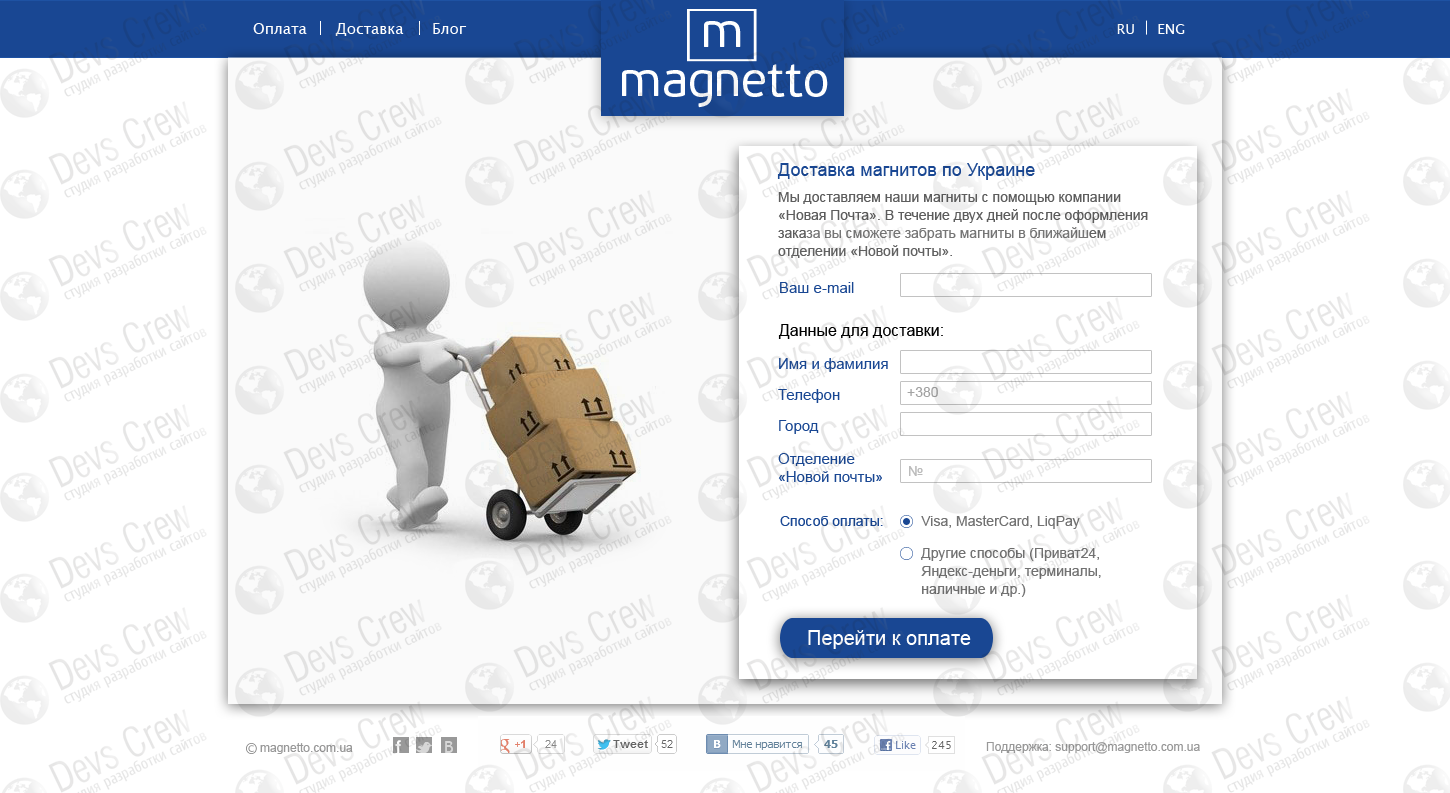 Оплата
Доставка
Блог
m
magnetto
RU
ENG
Доставка магнитов по Украине
Мы доставляем наши магниты с помощью компании
«Новая Почта». В течение двух дней после оформления
заказа вы сможете забрать магниты в ближайшем
отделении «Новой почты».
Ваш e-mail
Данные для доставки:
Имя и фамилия
Телефон
+380
Город
Отделение
«Новой почты»
№
Способ оплаты:
Visa, MasterCard, LiqPay
Другие способы (Приват24,
Яндекс-деньги, терминалы,
наличные и др.)
Перейти к оплате
© magnetto.com.ua
f
B
g +1
24
Tweet
52
B Мне нравится
45
f Like
245
Поддержка: support@magnetto.com.ua
Devs Crew
студия разработки сайтов